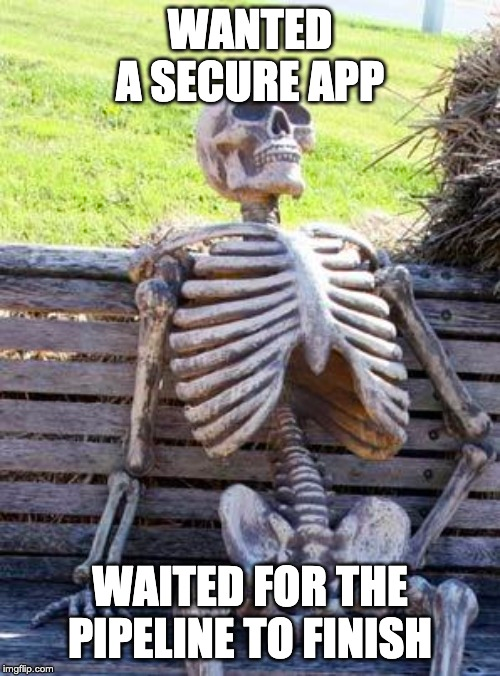 WANTED
A SECURE APP
WAITED FOR THE
PIPELINE TO FINISH
imgflip.com